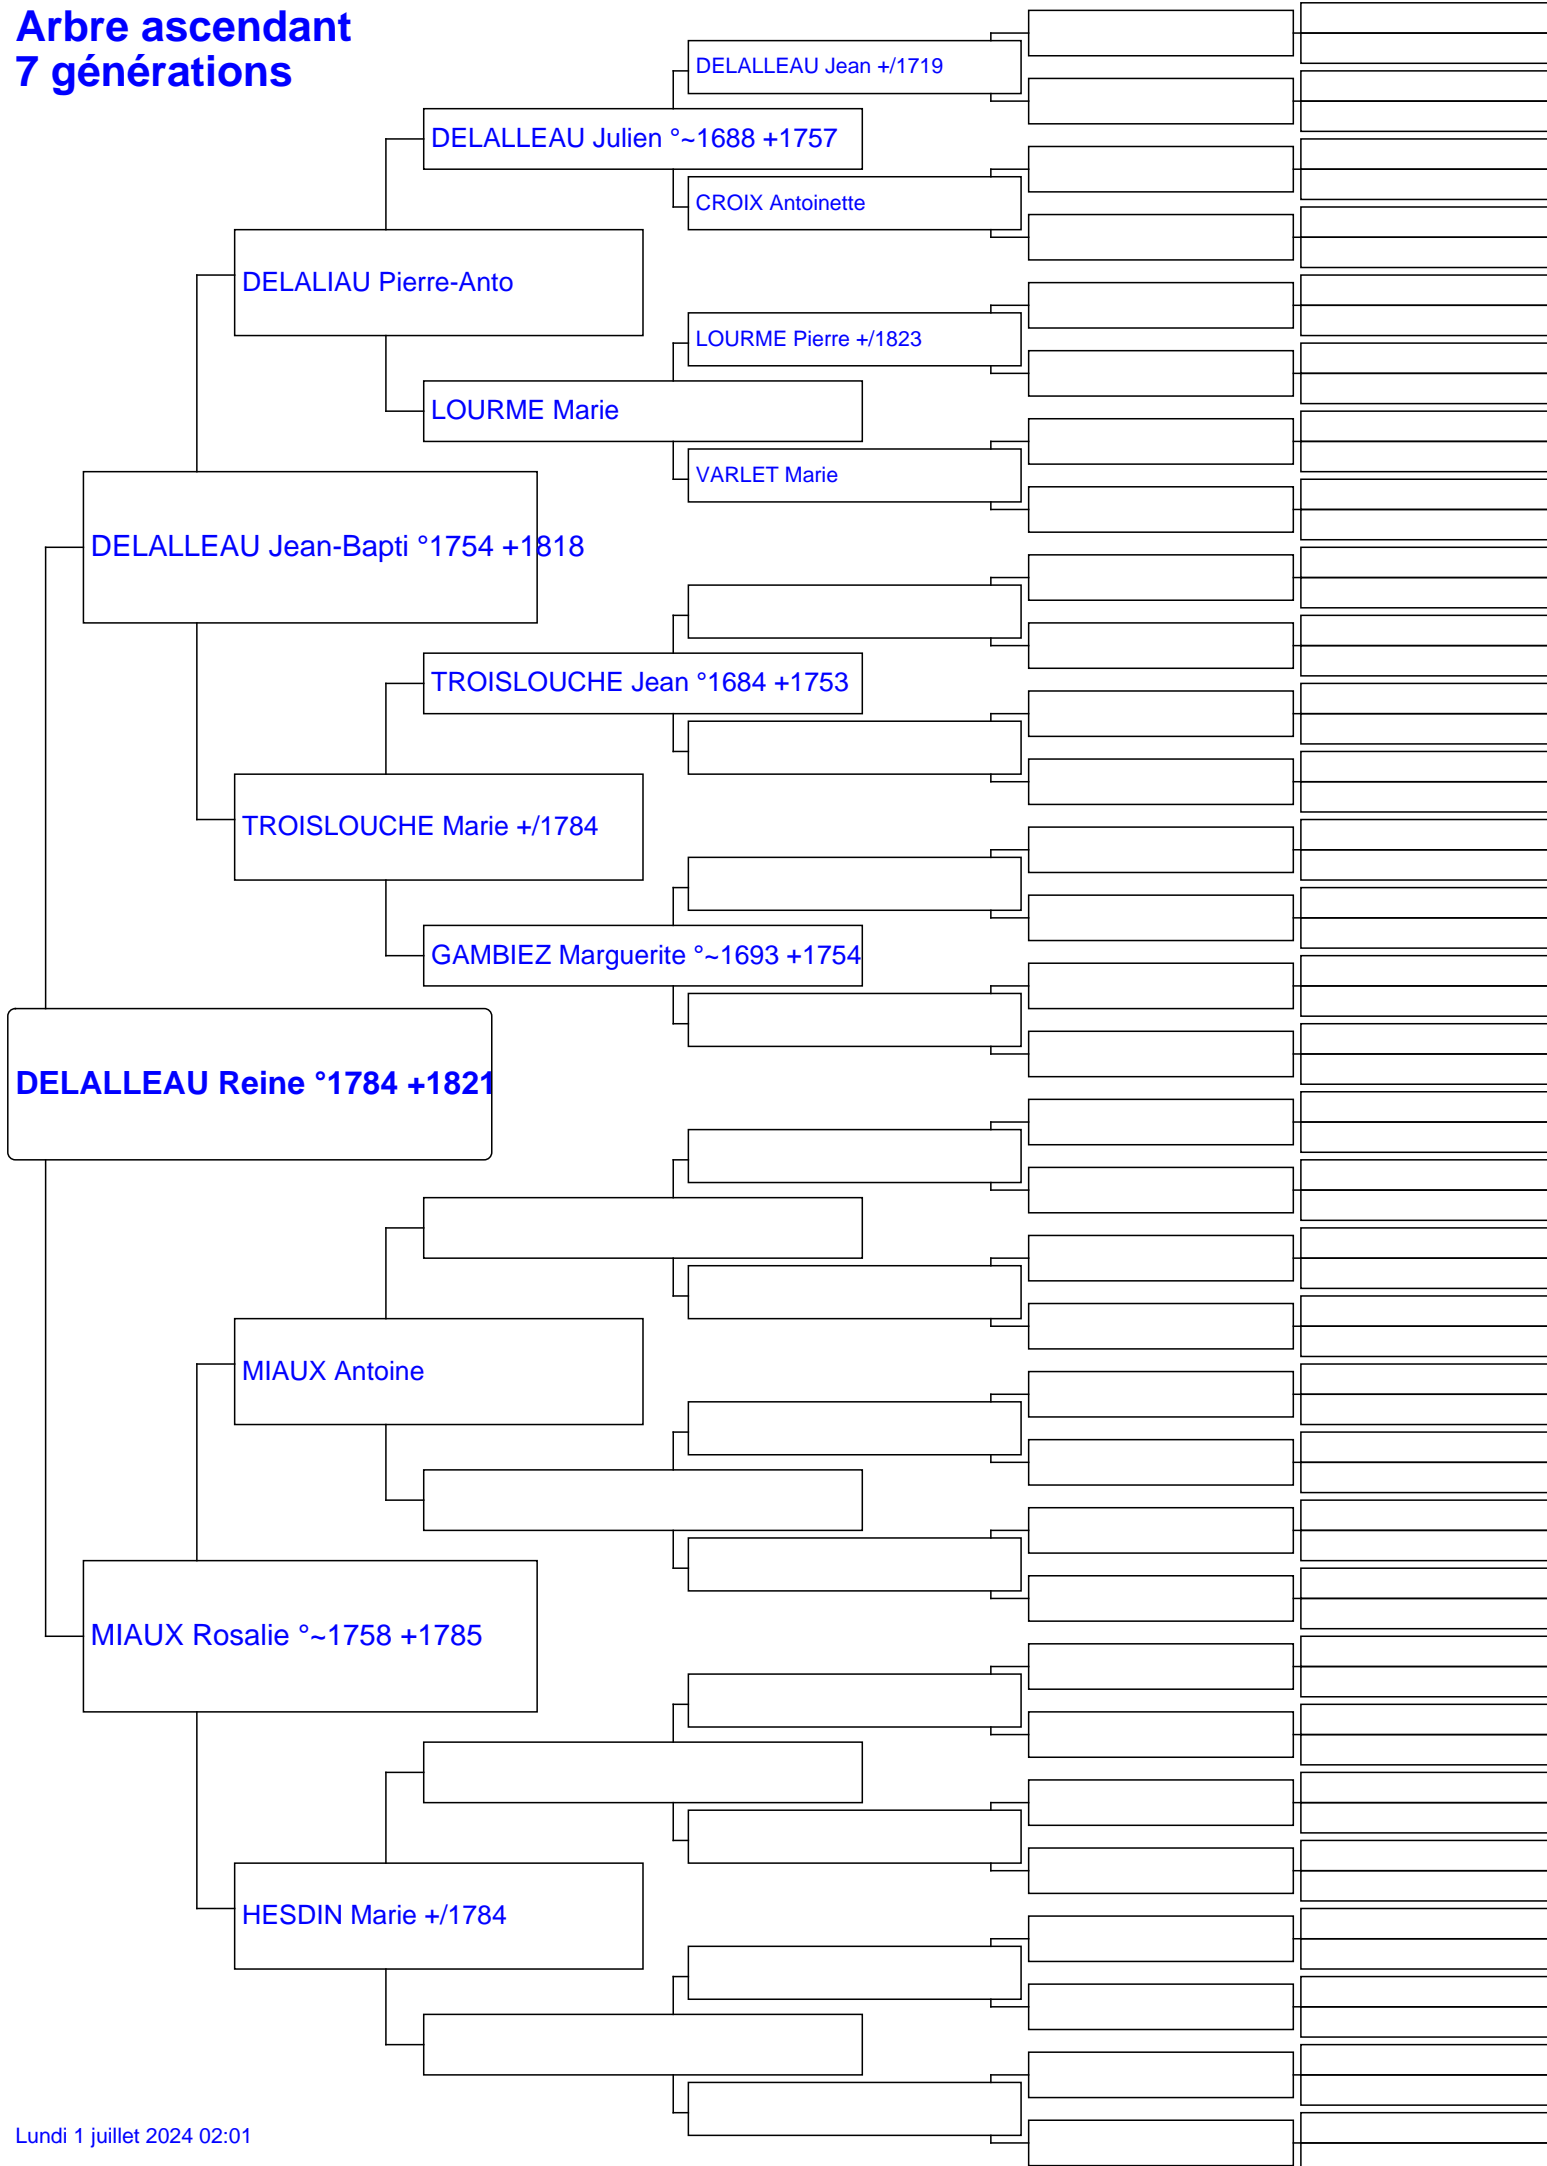 Arbre ascendant
7 générations
DELALLEAU Jean +/1719
DELALLEAU Julien °~1688 +1757
CROIX Antoinette
DELALIAU Pierre-Anto
LOURME Pierre +/1823
LOURME Marie
VARLET Marie
DELALLEAU Jean-Bapti °1754 +1818
TROISLOUCHE Jean °1684 +1753
TROISLOUCHE Marie +/1784
GAMBIEZ Marguerite °~1693 +1754
DELALLEAU Reine °1784 +1821
MIAUX Antoine
MIAUX Rosalie °~1758 +1785
HESDIN Marie +/1784
Lundi 1 juillet 2024 02:01